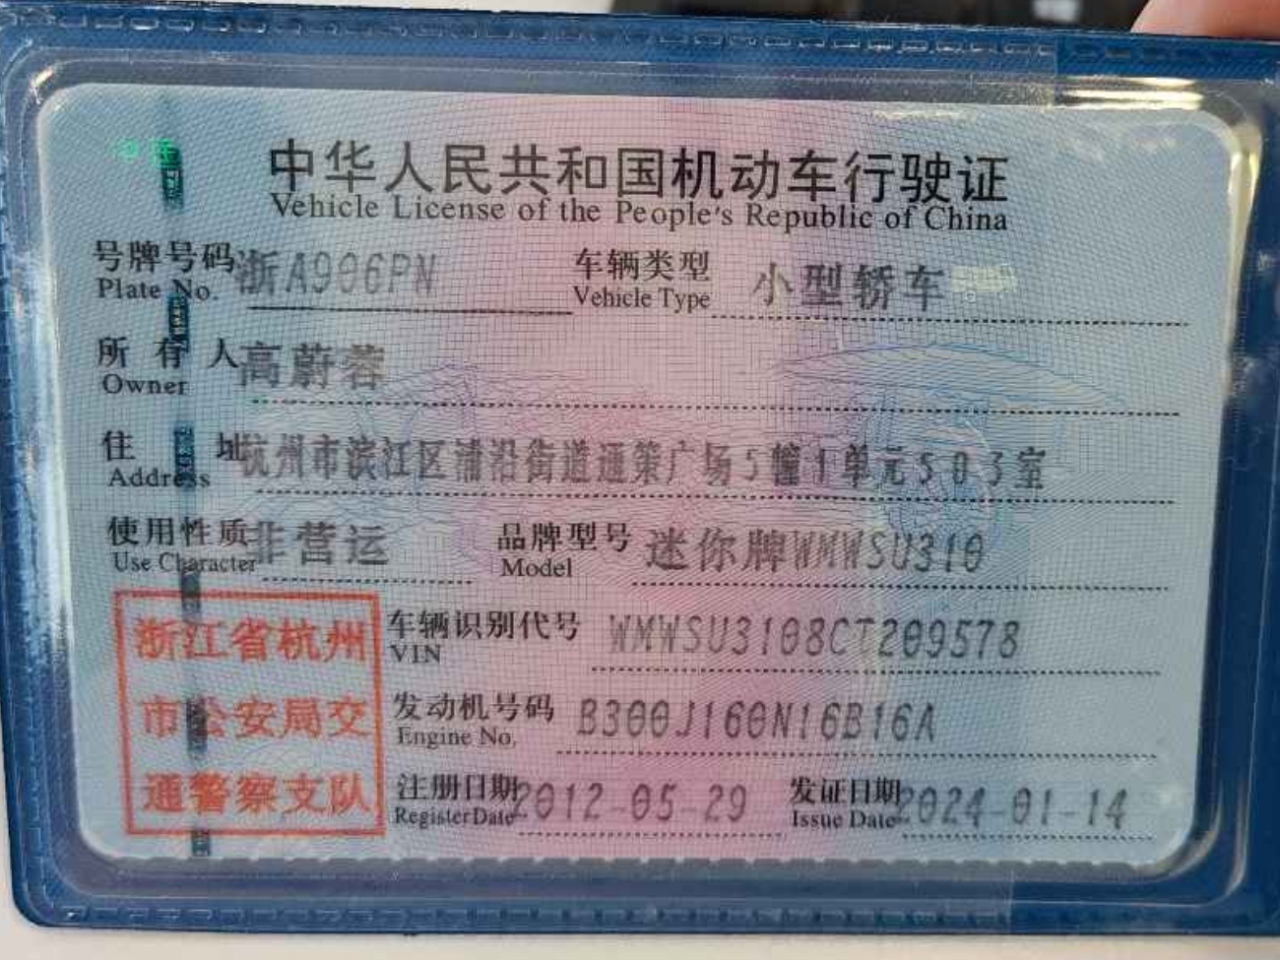 中华人民共和国机动车行驶证
Vehicle License of the People's Republic of China
号牌号码 浙A906PN 车辆类型 小型轿车
Plate No. Vehicle Type
所有人 高蔚蓉
Owner
住址 杭州市滨江区浦沿街道通策广场5幢1单元503室
Address
使用性质 非营运 品牌型号 迷你牌WMWSU310
Use Character Model
浙江省杭州
市公安局交
通警察支队
车辆识别代号 WMWSU3108CT209578
VIN
发动机号码 B300J160N16B16A
Engine No.
注册日期 2012-05-29 发证日期 2024-01-14
Register Date Issue Date